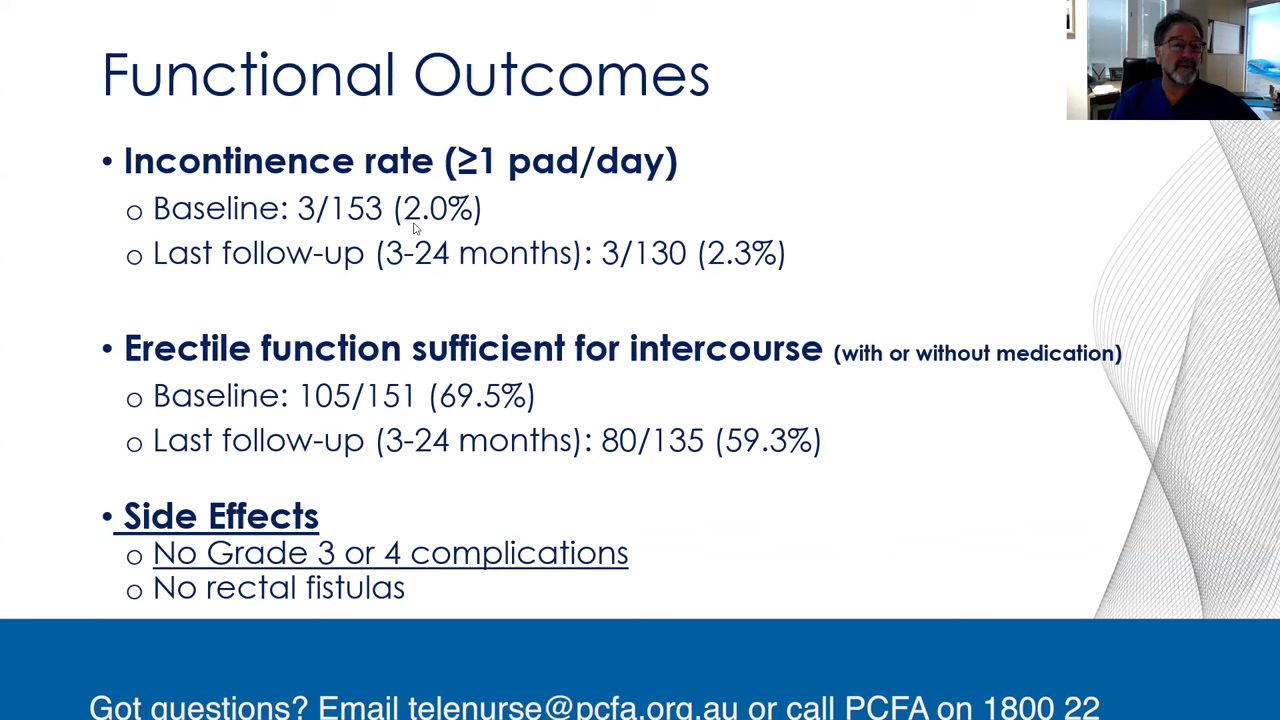 Functional Outcomes
• Incontinence rate (≥1 pad/day)
o Baseline: 3/153 (2.0%)
o Last follow-up (3-24 months): 3/130 (2.3%)
• Erectile function sufficient for intercourse (with or without medication)
o Baseline: 105/151 (69.5%)
o Last follow-up (3-24 months): 80/135 (59.3%)
• Side Effects
o No Grade 3 or 4 complications
o No rectal fistulas
Got questions? Email telenurse@pcfa.org.au or call PCFA on 1800 22